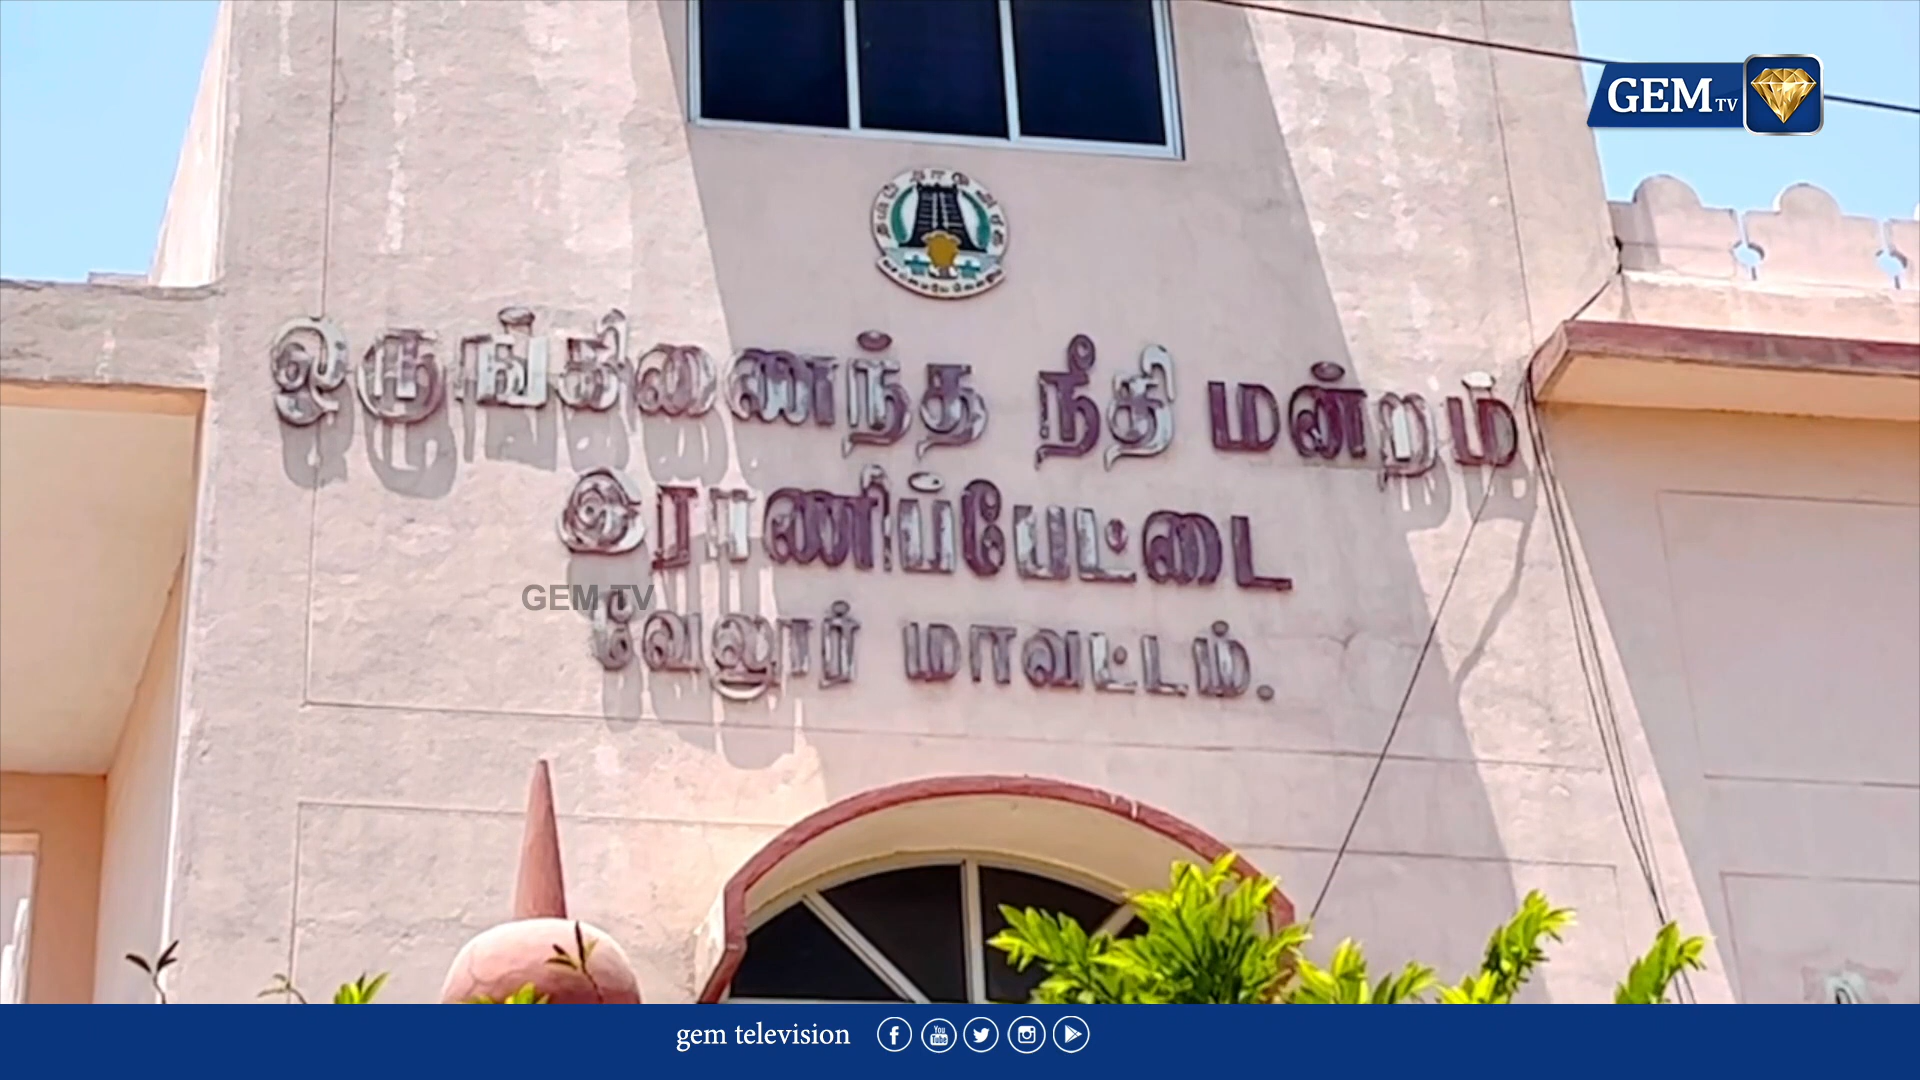 GEM TV
ஒருங்கிணைந்த நீதி மன்றம்
இராணிப்பேட்டை
GEM TV
வேலூர் மாவட்டம்.
gem television